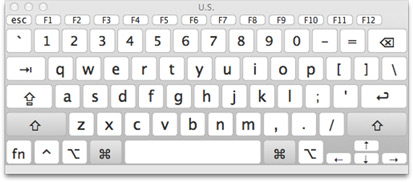 U.S.
esc F1 F2 F3 F4 F5 F6 F7 F8 F9 F10 F11 F12
` 1 2 3 4 5 6 7 8 9 0 - = ⌫
⇥ q w e r t y u i o p [ ] \
⇪ a s d f g h j k l ; ' ↩
⇧ z x c v b n m , . / ⇧
fn ^ ⌥ ⌘ ⌘ ⌥ ← ↑ ↓ →